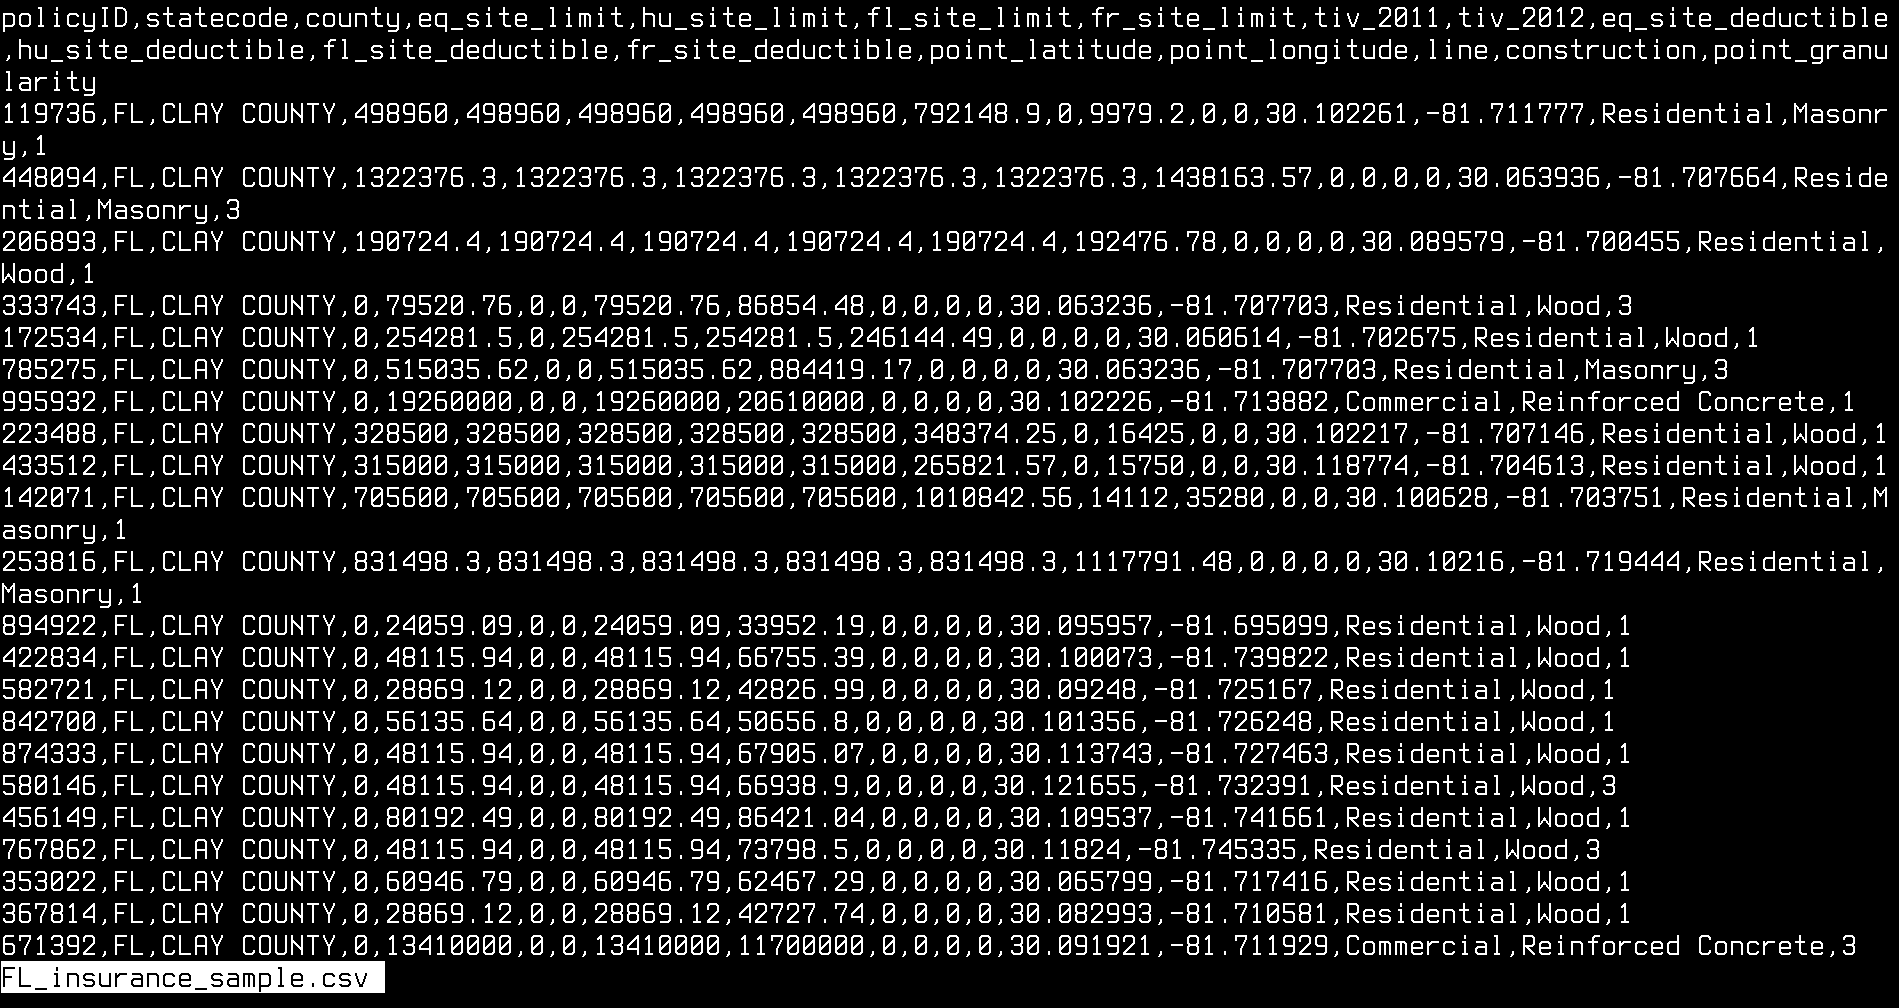 policyID,statecode,county,eq_site_limit,hu_site_limit,fl_site_limit,fr_site_limit,tiv_2011,tiv_2012,eq_site_deductible
,hu_site_deductible,fl_site_deductible,fr_site_deductible,point_latitude,point_longitude,line,construction,point_granu
larity
119736,FL,CLAY COUNTY,498960,498960,498960,498960,498960,792148.9,0,9979.2,0,0,30.102261,-81.711777,Residential,Masonr
y,1
448094,FL,CLAY COUNTY,1322376.3,1322376.3,1322376.3,1322376.3,1322376.3,1438163.57,0,0,0,0,30.063936,-81.707664,Reside
ntial,Masonry,3
206893,FL,CLAY COUNTY,190724.4,190724.4,190724.4,190724.4,190724.4,192476.78,0,0,0,0,30.089579,-81.700455,Residential,
Wood,1
333743,FL,CLAY COUNTY,0,79520.76,0,0,79520.76,86854.48,0,0,0,0,30.063236,-81.707703,Residential,Wood,3
172534,FL,CLAY COUNTY,0,254281.5,0,254281.5,254281.5,246144.49,0,0,0,0,30.060614,-81.702675,Residential,Wood,1
785275,FL,CLAY COUNTY,0,515035.62,0,0,515035.62,884419.17,0,0,0,0,30.063236,-81.707703,Residential,Masonry,3
995932,FL,CLAY COUNTY,0,19260000,0,0,19260000,20610000,0,0,0,0,30.102226,-81.713882,Commercial,Reinforced Concrete,1
223488,FL,CLAY COUNTY,328500,328500,328500,328500,328500,348374.25,0,16425,0,0,30.102217,-81.707146,Residential,Wood,1
433512,FL,CLAY COUNTY,315000,315000,315000,315000,315000,265821.57,0,15750,0,0,30.118774,-81.704613,Residential,Wood,1
142071,FL,CLAY COUNTY,705600,705600,705600,705600,705600,1010842.56,14112,35280,0,0,30.100628,-81.703751,Residential,M
asonry,1
253816,FL,CLAY COUNTY,831498.3,831498.3,831498.3,831498.3,831498.3,1117791.48,0,0,0,0,30.10216,-81.719444,Residential,
Masonry,1
894922,FL,CLAY COUNTY,0,24059.09,0,0,24059.09,33952.19,0,0,0,0,30.095957,-81.695099,Residential,Wood,1
422834,FL,CLAY COUNTY,0,48115.94,0,0,48115.94,66755.39,0,0,0,0,30.100073,-81.739822,Residential,Wood,1
582721,FL,CLAY COUNTY,0,28869.12,0,0,28869.12,42826.99,0,0,0,0,30.09248,-81.725167,Residential,Wood,1
842700,FL,CLAY COUNTY,0,56135.64,0,0,56135.64,50656.8,0,0,0,0,30.101356,-81.726248,Residential,Wood,1
874333,FL,CLAY COUNTY,0,48115.94,0,0,48115.94,67905.07,0,0,0,0,30.113743,-81.727463,Residential,Wood,1
580146,FL,CLAY COUNTY,0,48115.94,0,0,48115.94,66938.9,0,0,0,0,30.121655,-81.732391,Residential,Wood,3
456149,FL,CLAY COUNTY,0,80192.49,0,0,80192.49,86421.04,0,0,0,0,30.109537,-81.741661,Residential,Wood,1
767862,FL,CLAY COUNTY,0,48115.94,0,0,48115.94,73798.5,0,0,0,0,30.11824,-81.745335,Residential,Wood,3
353022,FL,CLAY COUNTY,0,60946.79,0,0,60946.79,62467.29,0,0,0,0,30.065799,-81.717416,Residential,Wood,1
367814,FL,CLAY COUNTY,0,28869.12,0,0,28869.12,42727.74,0,0,0,0,30.082993,-81.710581,Residential,Wood,1
671392,FL,CLAY COUNTY,0,13410000,0,0,13410000,11700000,0,0,0,0,30.091921,-81.711929,Commercial,Reinforced Concrete,3
FL_insurance_sample.csv